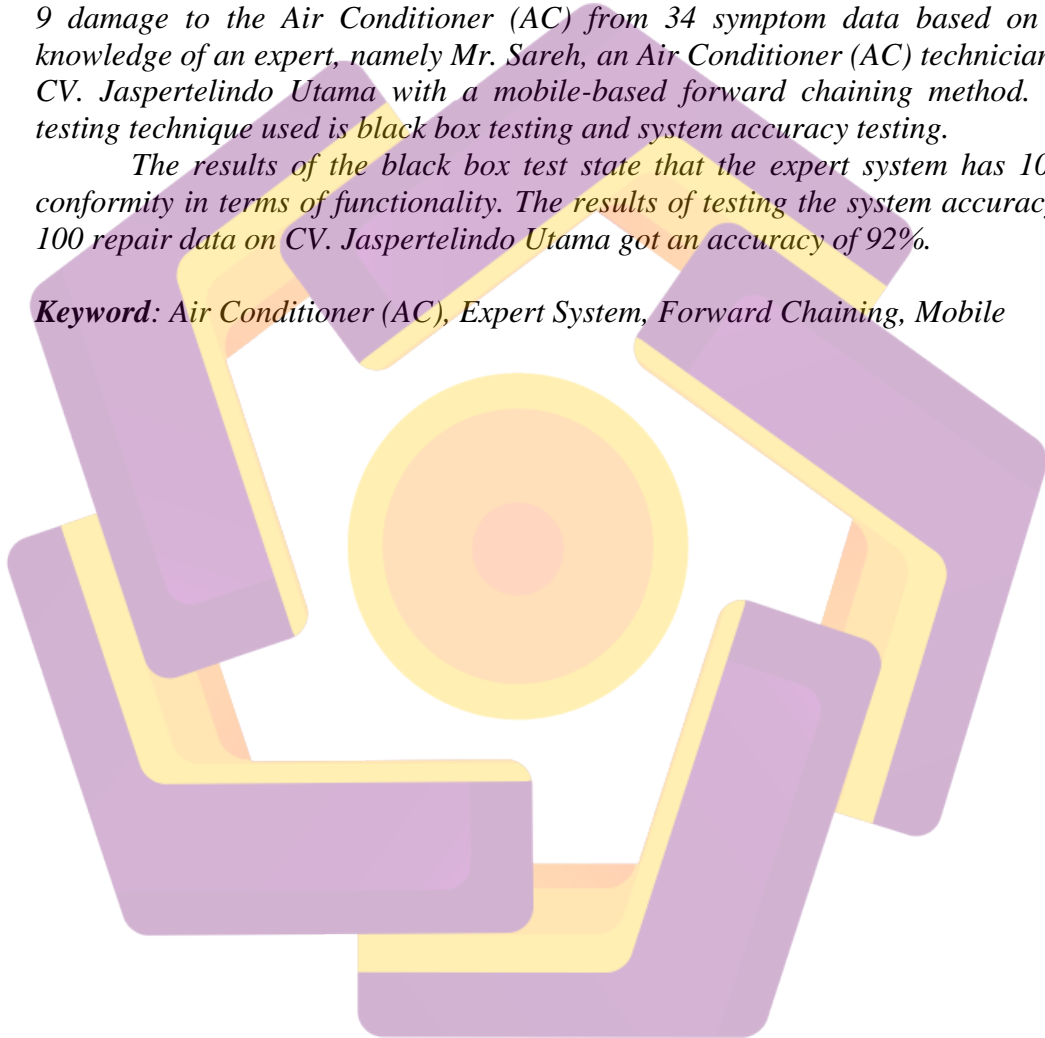 9 damage to the Air Conditioner (AC) from 34 symptom data based on
knowledge of an expert, namely Mr. Sareh, an Air Conditioner (AC) technician
CV. Jaspertelindo Utama with a mobile-based forward chaining method.
testing technique used is black box testing and system accuracy testing.
The results of the black box test state that the expert system has 10
conformity in terms of functionality. The results of testing the system accuracy
100 repair data on CV. Jaspertelindo Utama got an accuracy of 92%.
Keyword: Air Conditioner (AC), Expert System, Forward Chaining, Mobile